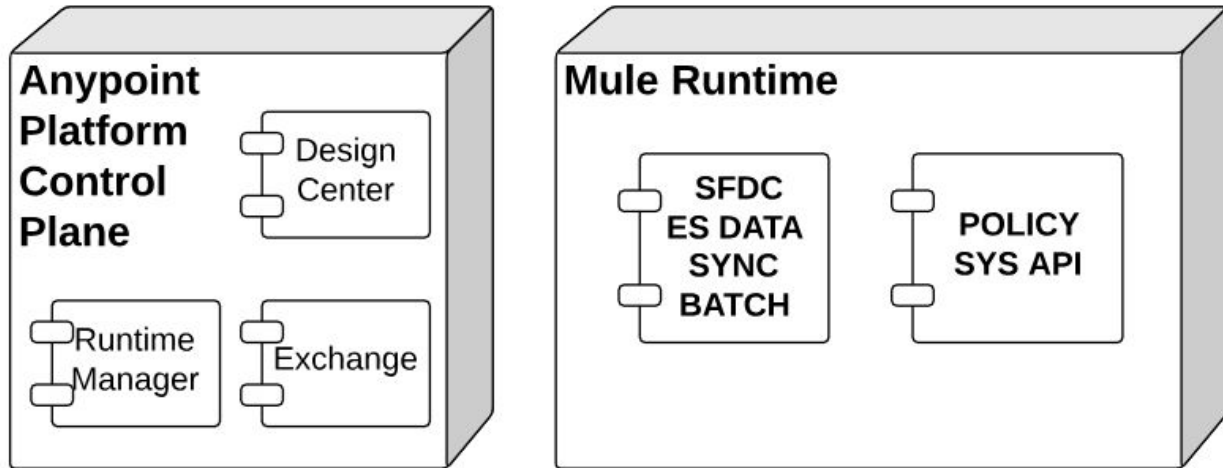 Anypoint
Platform
Control
Plane
Design
Center
Runtime
Manager
Exchange
Mule Runtime
SFDC
ES DATA
SYNC
BATCH
POLICY
SYS API